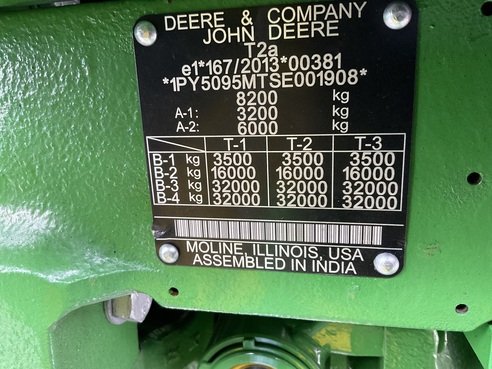 DEERE & COMPANY
JOHN DEERE
T2a
e1*167/2013*00381
*1PY5095MTSE001908*
8200 kg
A-1: 3200 kg
A-2: 6000 kg
T-1 T-2 T-3
B-1 kg 3500 3500 3500
B-2 kg 16000 16000 16000
B-3 kg 32000 32000 32000
B-4 kg 32000 32000 32000
MOLINE, ILLINOIS, USA
ASSEMBLED IN INDIA